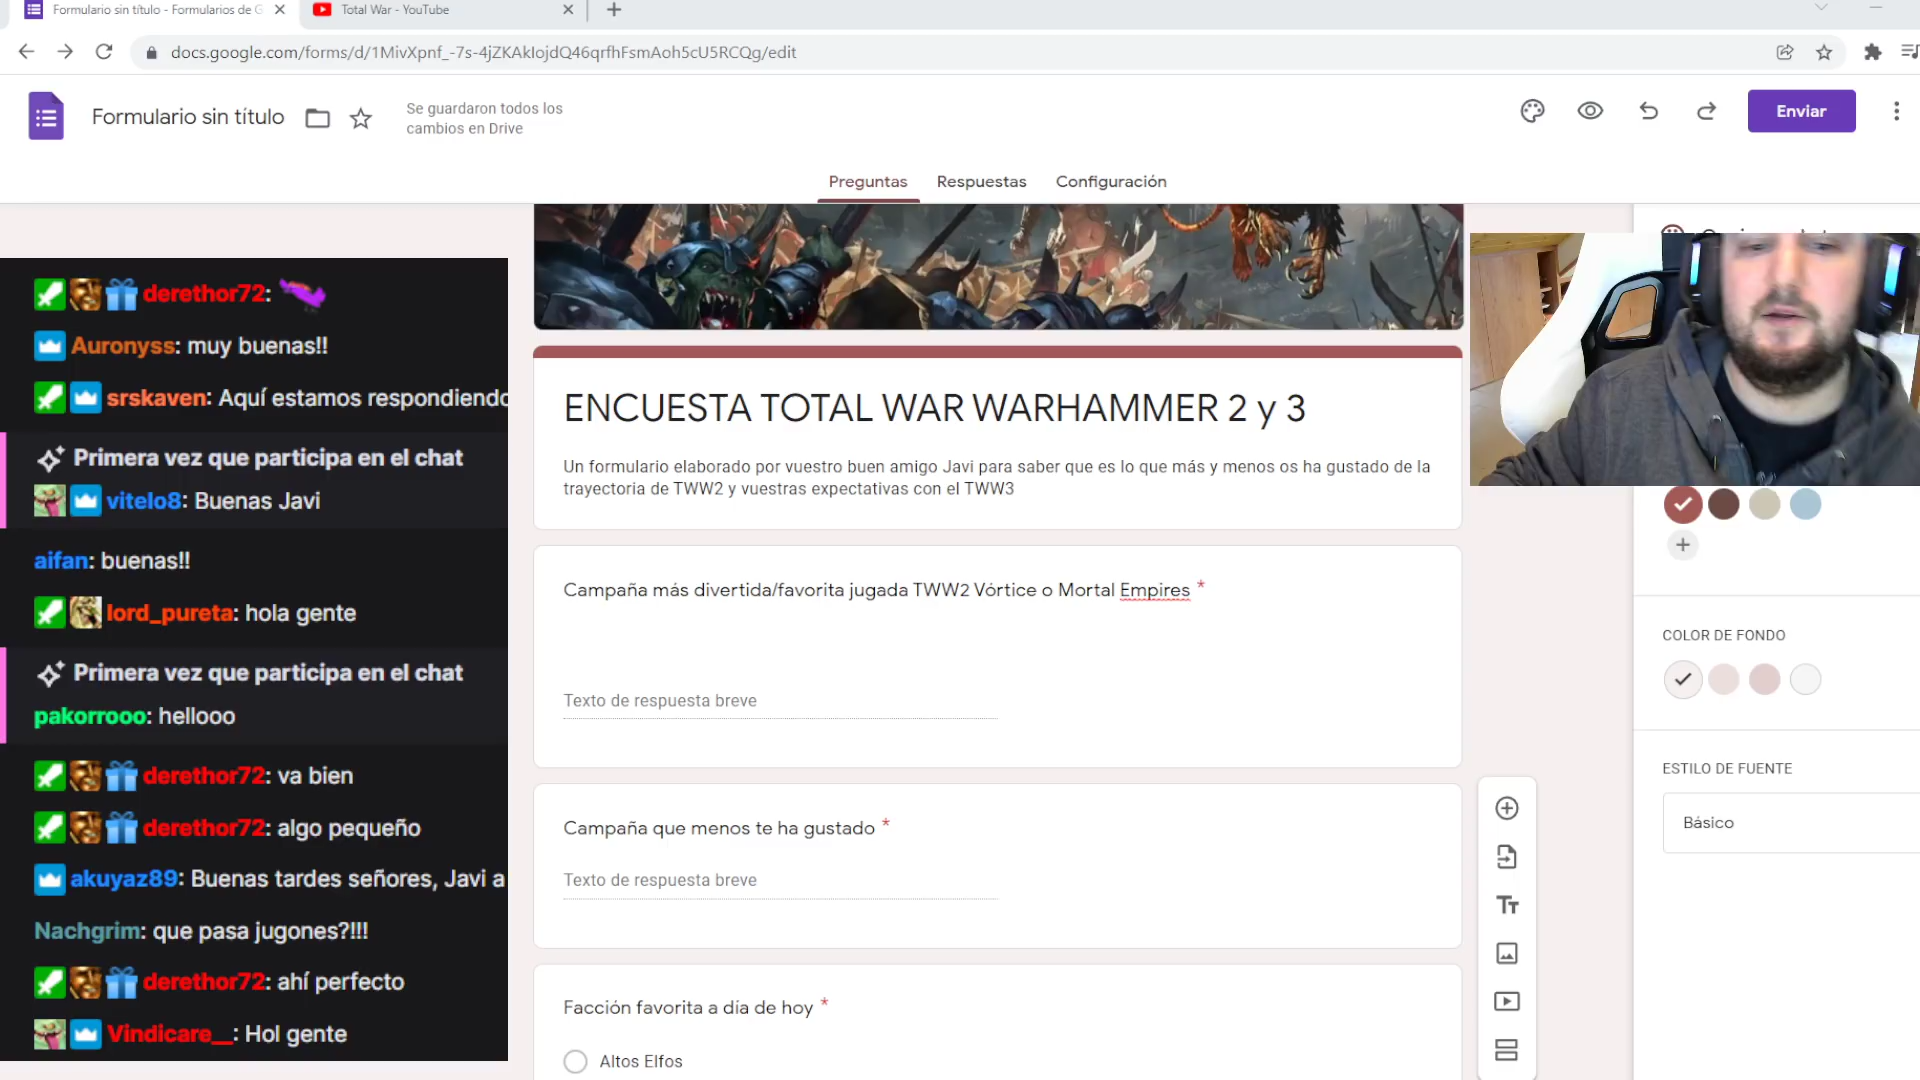 Formulario sin título - Formularios de G
Total War - YouTube
docs.google.com/forms/d/1MivXpnf_-7s-4jZKAkIojdQ46qrfhFsmAoh5cU5RCQg/edit
Formulario sin título
Se guardaron todos los
cambios en Drive
Enviar
Preguntas
Respuestas
Configuración
derethor72:
Auronyss: muy buenas!!
srskaven: Aquí estamos respondiendo
Primera vez que participa en el chat
vitelo8: Buenas Javi
aifan: buenas!!
lord_pureta: hola gente
Primera vez que participa en el chat
pakorrooo: hellooo
derethor72: va bien
derethor72: algo pequeño
akuyaz89: Buenas tardes señores, Javi a
Nachgrim: que pasa jugones?!!!
derethor72: ahí perfecto
Vindicare__: Hol gente
ENCUESTA TOTAL WAR WARHAMMER 2 y 3
Un formulario elaborado por vuestro buen amigo Javi para saber que es lo que más y menos os ha gustado de la
trayectoria de TWW2 y vuestras expectativas con el TWW3
Campaña más divertida/favorita jugada TWW2 Vórtice o Mortal Empires *
Texto de respuesta breve
Campaña que menos te ha gustado *
Texto de respuesta breve
Facción favorita a día de hoy *
Altos Elfos
COLOR DE FONDO
ESTILO DE FUENTE
Básico